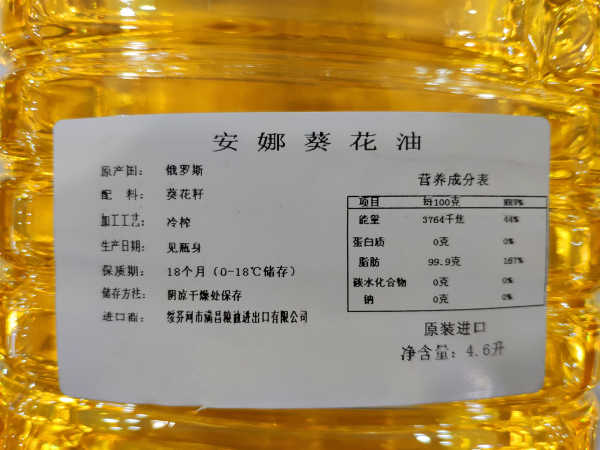 安娜葵花油
原产国: 俄罗斯
配 料: 葵花籽
加工工艺: 冷榨
生产日期: 见瓶身
保质期: 18个月(0-18℃储存)
储存方法: 阴凉干燥处保存
进口商: 绥芬河市满昌粮油进出口有限公司
营养成分表
项目 每100克 NRV%
能量 3764千焦 44%
蛋白质 0克 0%
脂肪 99.9克 167%
碳水化合物 0克 0%
钠 0克 0%
原装进口
净含量: 4.6升